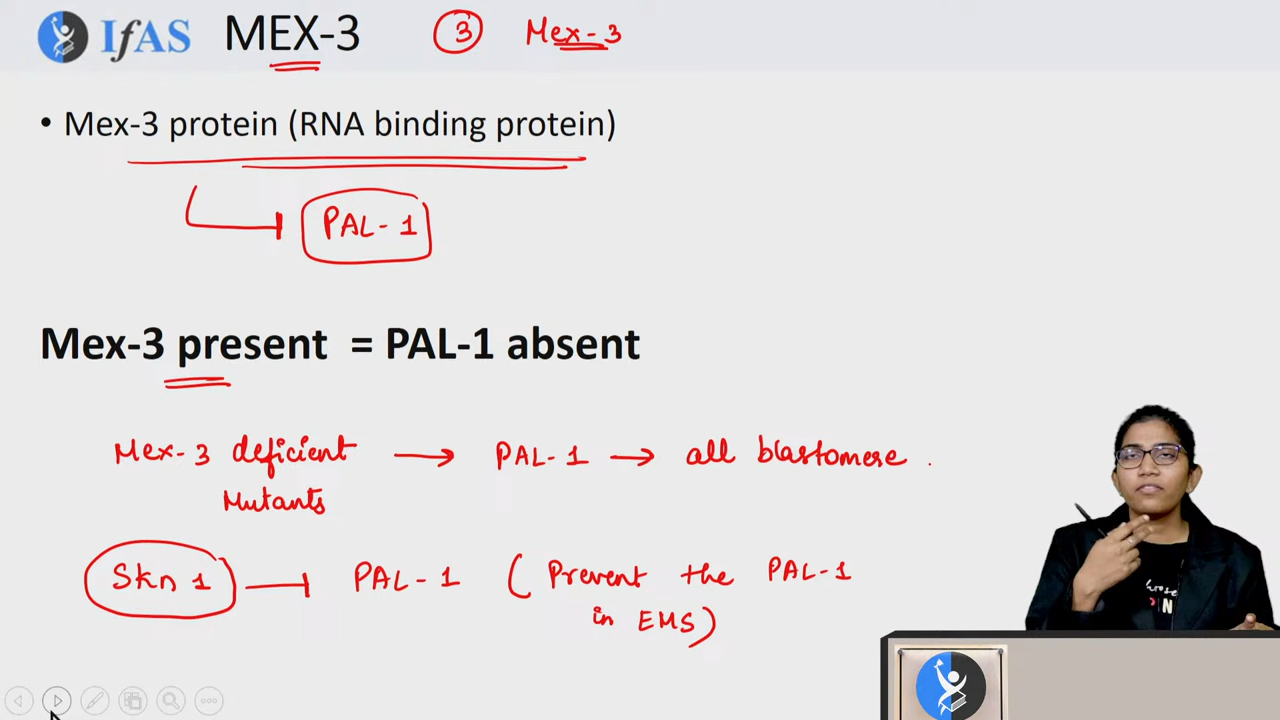 IfAS MEX-3 3 Mex-3
• Mex-3 protein (RNA binding protein)
PAL-1
Mex-3 present = PAL-1 absent
Mex-3 deficient → PAL-1 → all blastomere.
Mutants
Skn 1 PAL-1 (Prevent the PAL-1
in EMS)